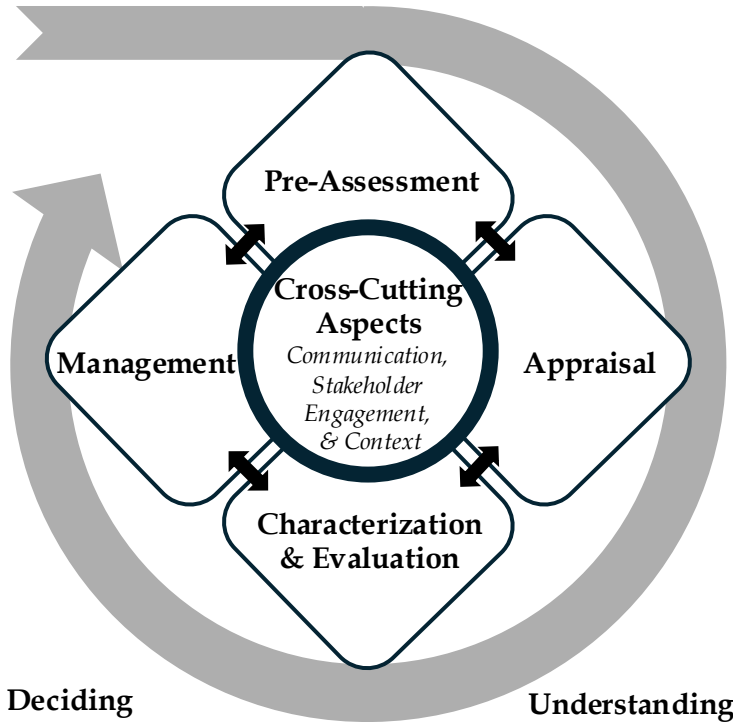 Pre-Assessment
Cross-Cutting
Aspects
Communication,
Stakeholder
Engagement,
& Context
Management
Appraisal
Characterization
& Evaluation
Deciding
Understanding